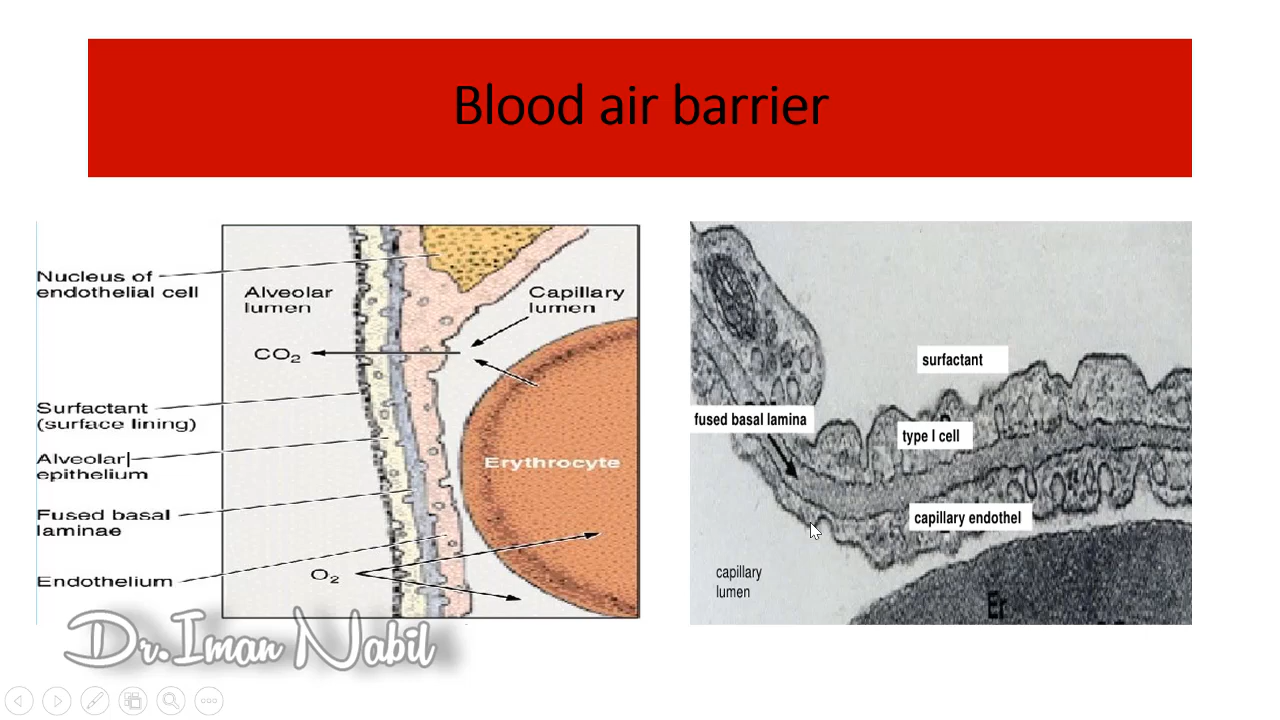 Blood air barrier
Nucleus of
endothelial cell
Alveolar
lumen
Capillary
lumen
CO₂
Surfactant
(surface lining)
Alveolar
epithelium
Erythrocyte
Fused basal
laminae
Endothelium
O₂
surfactant
fused basal lamina
type I cell
capillary endothel
capillary
lumen
Er
Dr.Iman Nabil